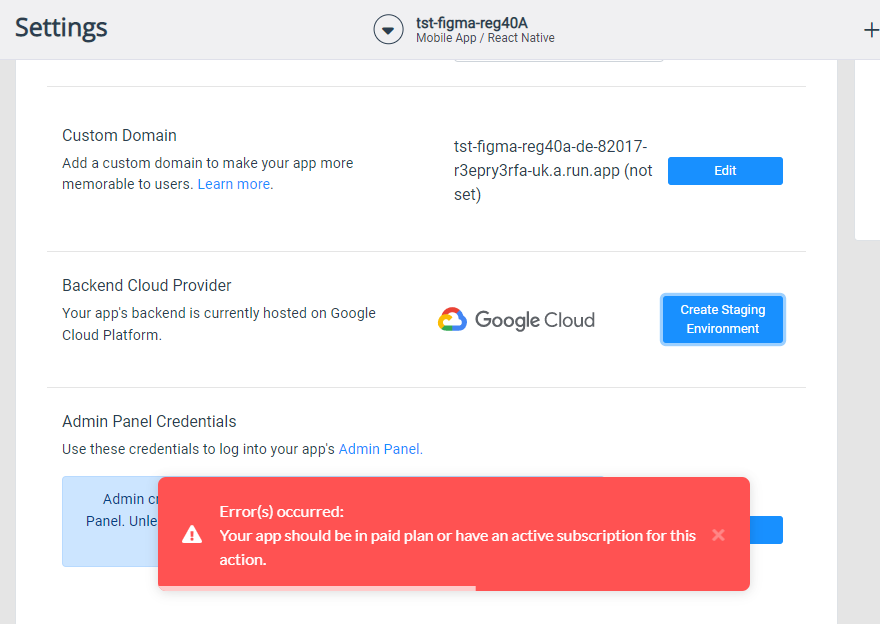 Settings
tst-figma-reg40A
Mobile App / React Native
Custom Domain
Add a custom domain to make your app more
memorable to users. Learn more.
tst-figma-reg40a-de-82017-
r3epry3rfa-uk.a.run.app (not
set)
Edit
Backend Cloud Provider
Your app's backend is currently hosted on Google
Cloud Platform.
Google Cloud
Create Staging
Environment
Admin Panel Credentials
Use these credentials to log into your app's Admin Panel.
Admin
Panel.
Error(s) occurred:
Your app should be in paid plan or have an active subscription for this
action.